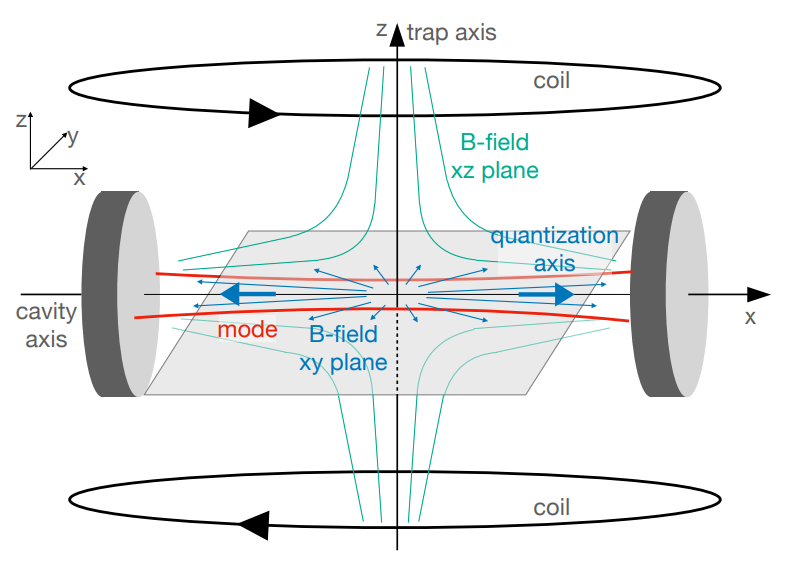 z trap axis
coil
z
y
x
B-field
xz plane
quantization
axis
cavity
axis
mode
B-field
xy plane
x
coil